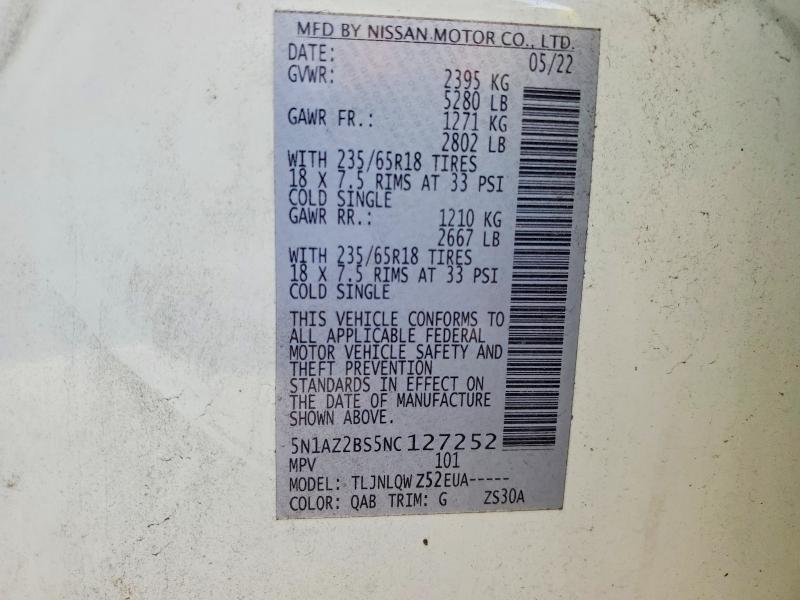 MFD BY NISSAN MOTOR CO., LTD.
DATE: 05/22
GVWR: 2395 KG
5280 LB
GAWR FR.: 1271 KG
2802 LB
WITH 235/65R18 TIRES
18 X 7.5 RIMS AT 33 PSI
COLD SINGLE
GAWR RR.: 1210 KG
2667 LB
WITH 235/65R18 TIRES
18 X 7.5 RIMS AT 33 PSI
COLD SINGLE
THIS VEHICLE CONFORMS TO
ALL APPLICABLE FEDERAL
MOTOR VEHICLE SAFETY AND
THEFT PREVENTION
STANDARDS IN EFFECT ON
THE DATE OF MANUFACTURE
SHOWN ABOVE.
5N1AZ2BS5NC127252
MPV 101
MODEL: TLJNLQW Z52EUA-----
COLOR: QAB TRIM: G ZS30A